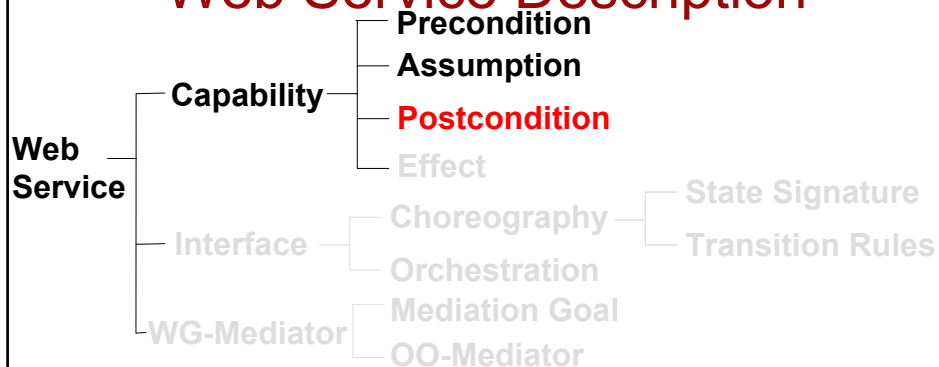 Web Service Description
Precondition
Assumption
Capability
Postcondition
Web
Service
Effect
State Signature
Choreography
Interface
Transition Rules
Orchestration
Mediation Goal
WG-Mediator
OO-Mediator